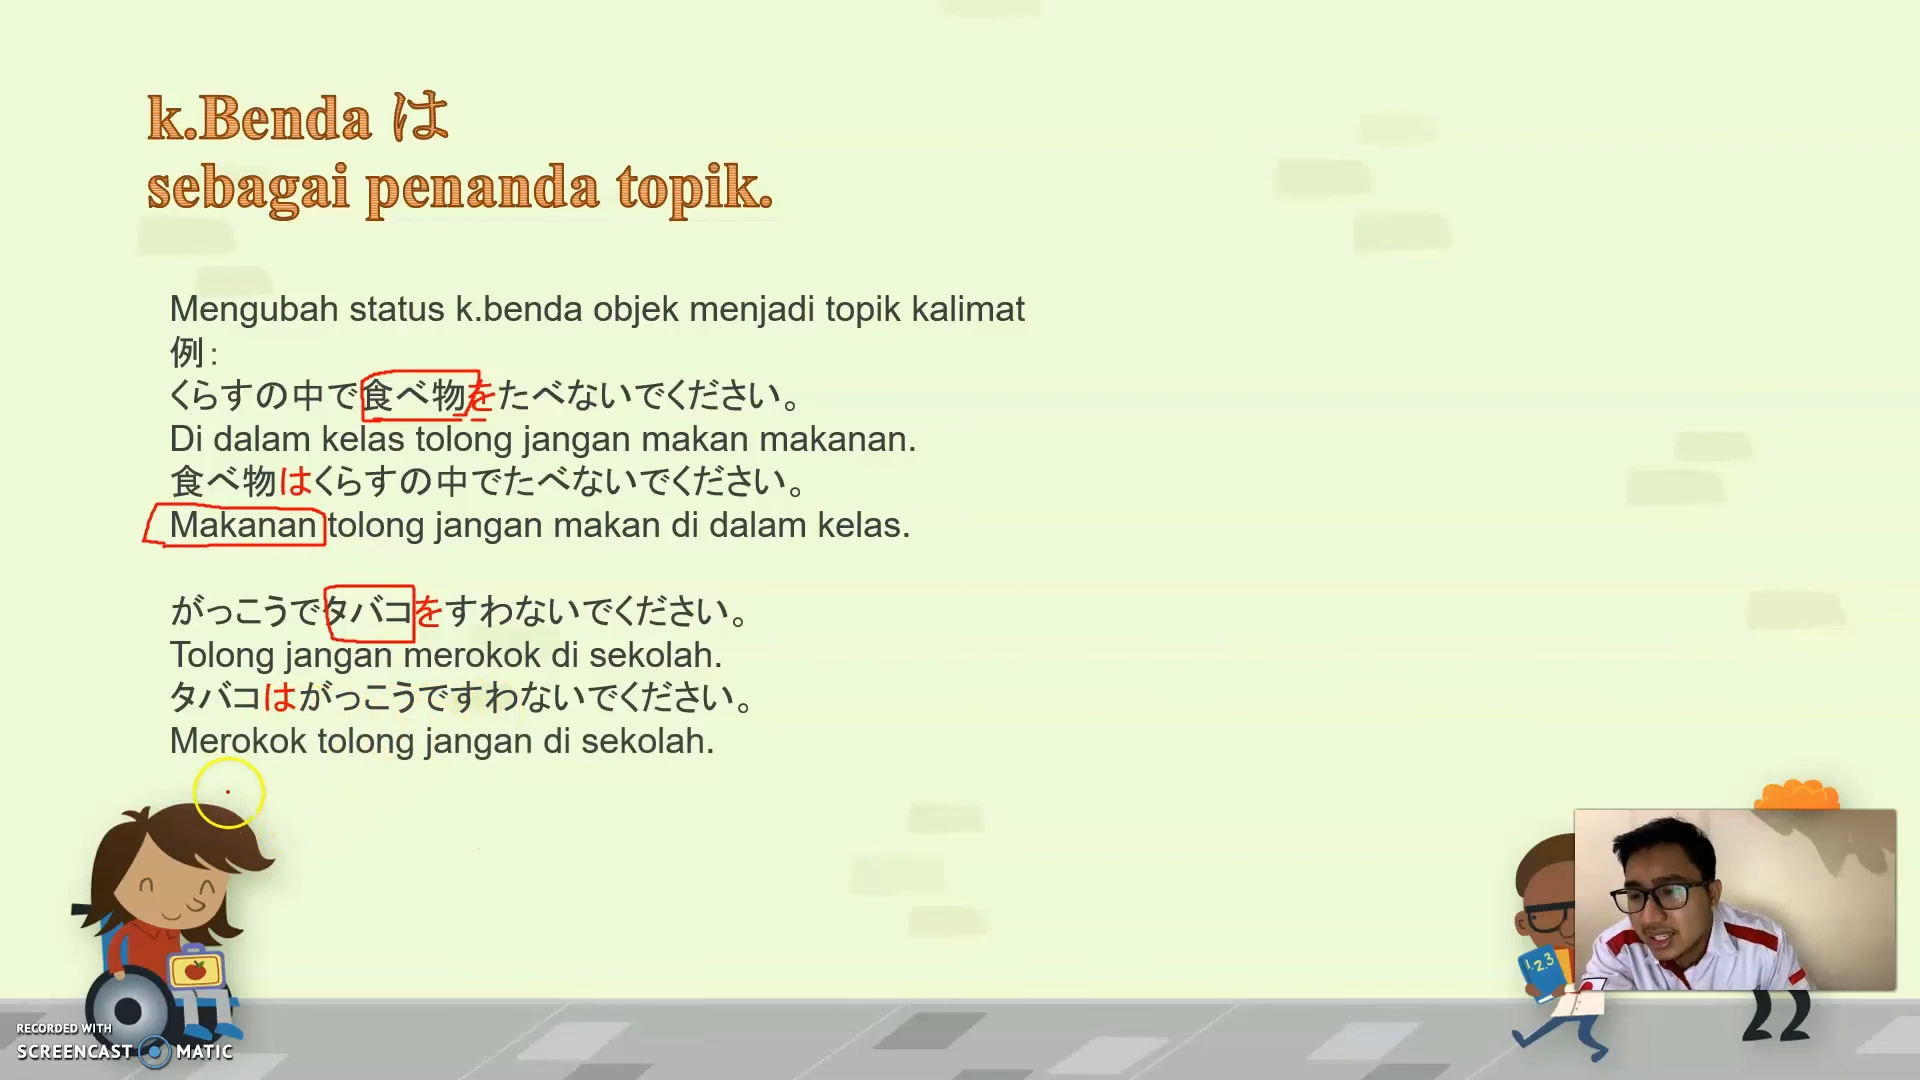 k.Benda は
sebagai penanda topik.
Mengubah status k.benda objek menjadi topik kalimat
例：
くらすの中で食べ物をたべないでください。
Di dalam kelas tolong jangan makan makanan.
食べ物はくらすの中でたべないでください。
Makanan tolong jangan makan di dalam kelas.
がっこうでタバコをすわないでください。
Tolong jangan merokok di sekolah.
タバコはがっこうですわないでください。
Merokok tolong jangan di sekolah.
1,2,3
RECORDED WITH
SCREENCAST MATIC